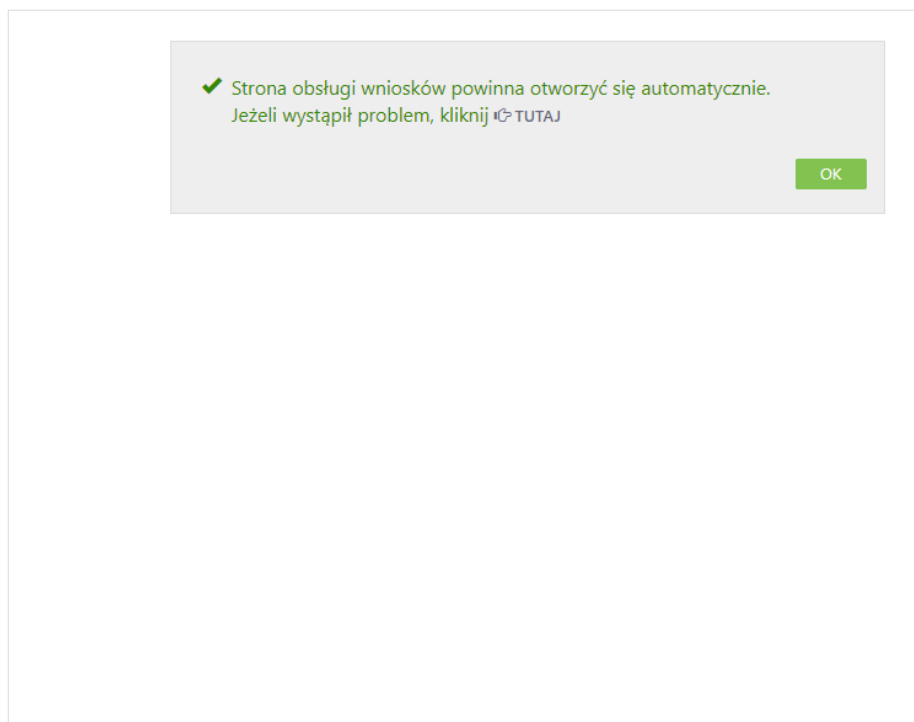 Strona obsługi wniosków powinna otworzyć się automatycznie.
Jeżeli wystąpił problem, kliknij TUTAJ
OK